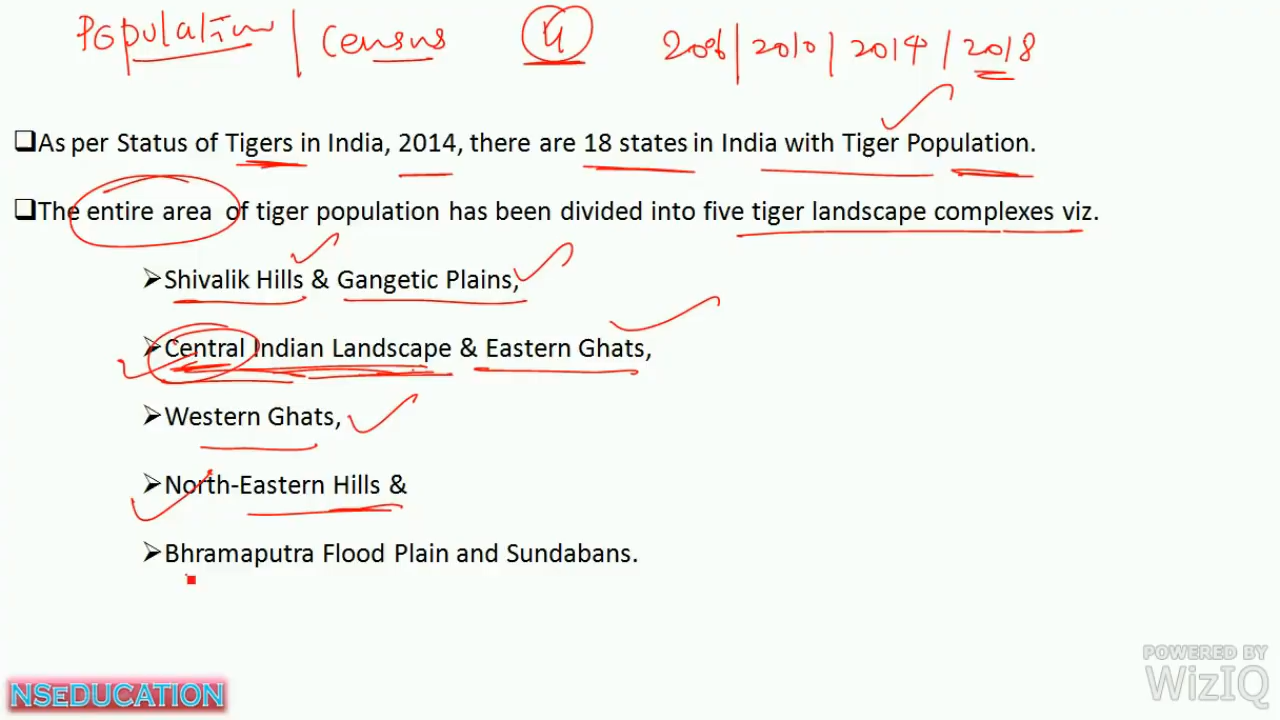 Population | Census 4 2006 | 2010 | 2014 | 2018
❑As per Status of Tigers in India, 2014, there are 18 states in India with Tiger Population.
❑The entire area of tiger population has been divided into five tiger landscape complexes viz.
➢Shivalik Hills & Gangetic Plains,
➢Central Indian Landscape & Eastern Ghats,
➢Western Ghats,
➢North-Eastern Hills &
➢Bhramaputra Flood Plain and Sundabans.
POWERED BY
WizIQ
NSEDUCATION